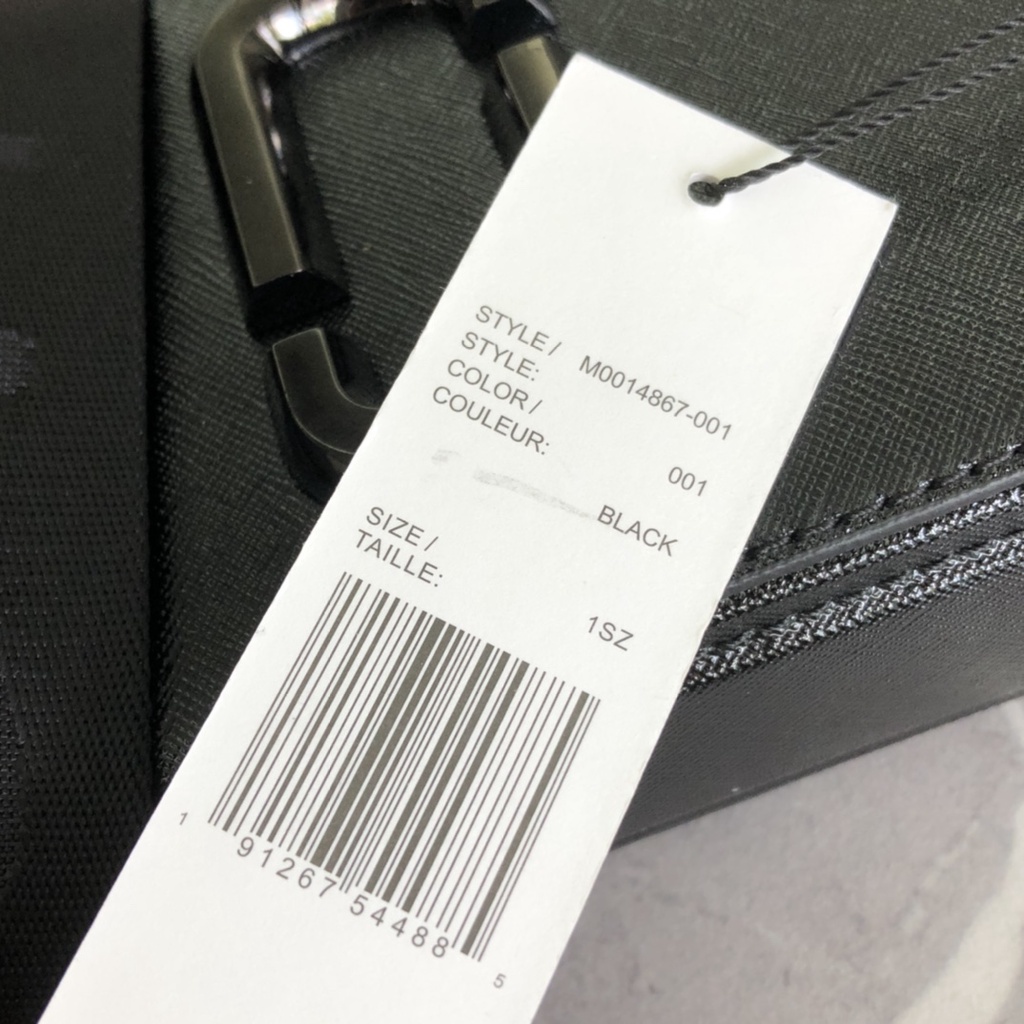 STYLE /
STYLE: M0014867-001
COLOR /
COULEUR: 001
BLACK
SIZE /
TAILLE: 1SZ
1 91267 54488 5